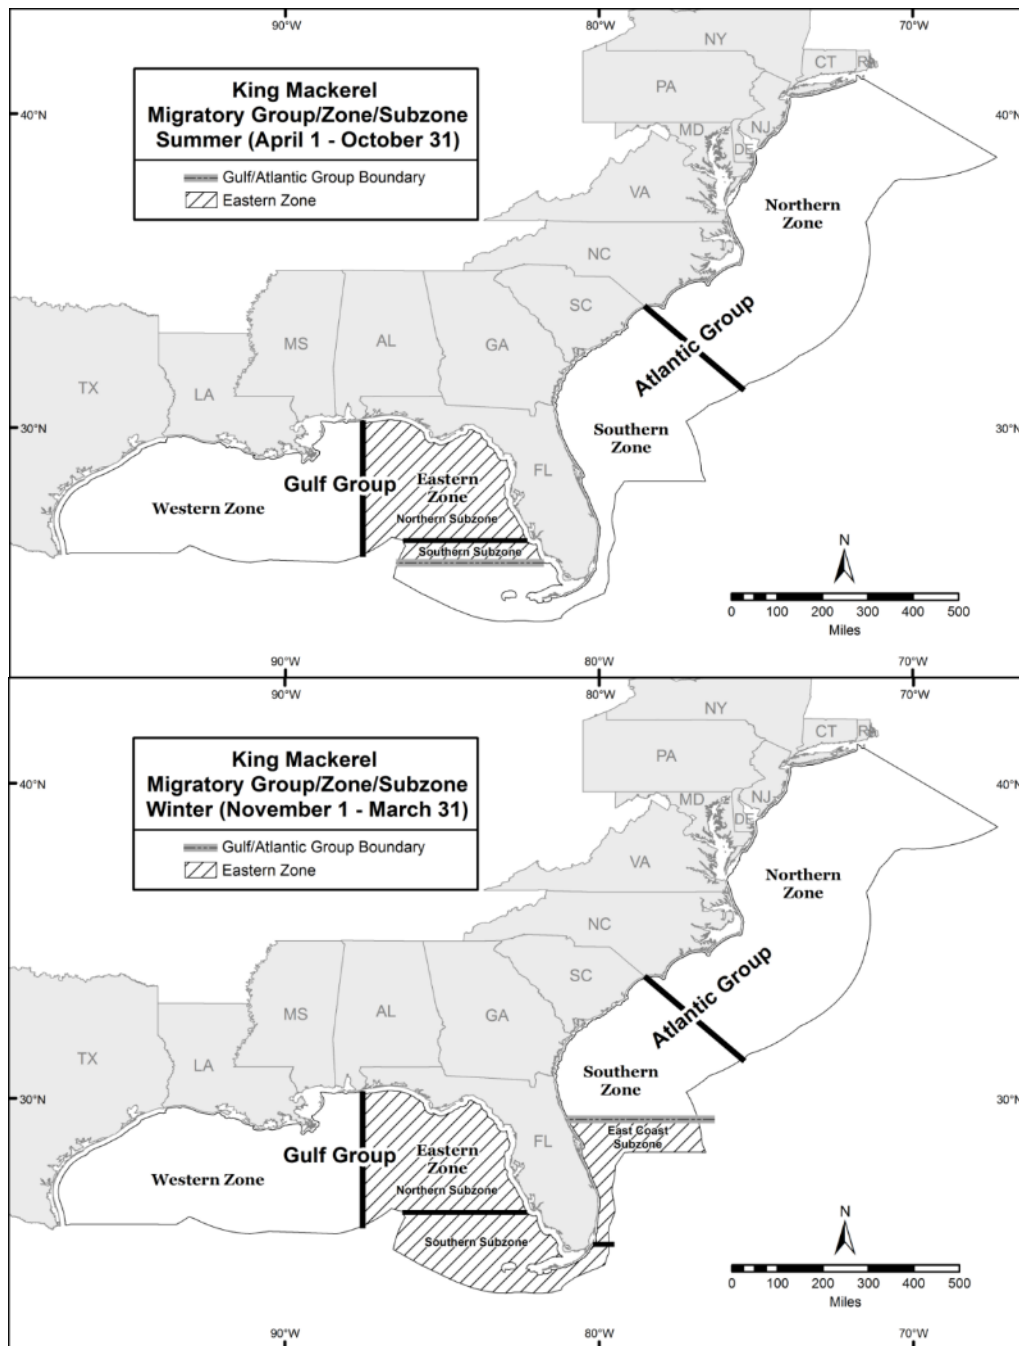 90°W
80°W
70°W
NY
CT
RI
PA
King Mackerel
Migratory Group/Zone/Subzone
Summer (April 1 - October 31)
40°N
40°N
MD
NJ
DE
Gulf/Atlantic Group Boundary
Eastern Zone
VA
Northern
Zone
NC
SC
Atlantic Group
MS
AL
GA
TX
LA
30°N
30°N
Southern
Zone
FL
Gulf Group
Eastern
Zone
Western Zone
Northern Subzone
Southern Subzone
N
0 100 200 300 400 500
Miles
90°W
80°W
70°W
90°W
80°W
70°W
NY
CT
RI
PA
King Mackerel
Migratory Group/Zone/Subzone
Winter (November 1 - March 31)
40°N
40°N
MD
NJ
DE
Gulf/Atlantic Group Boundary
Eastern Zone
VA
Northern
Zone
NC
SC
Atlantic Group
MS
AL
GA
TX
LA
Southern
Zone
30°N
30°N
East Coast
Subzone
FL
Gulf Group
Eastern
Zone
Western Zone
Northern Subzone
Southern Subzone
N
0 100 200 300 400 500
Miles
90°W
80°W
70°W